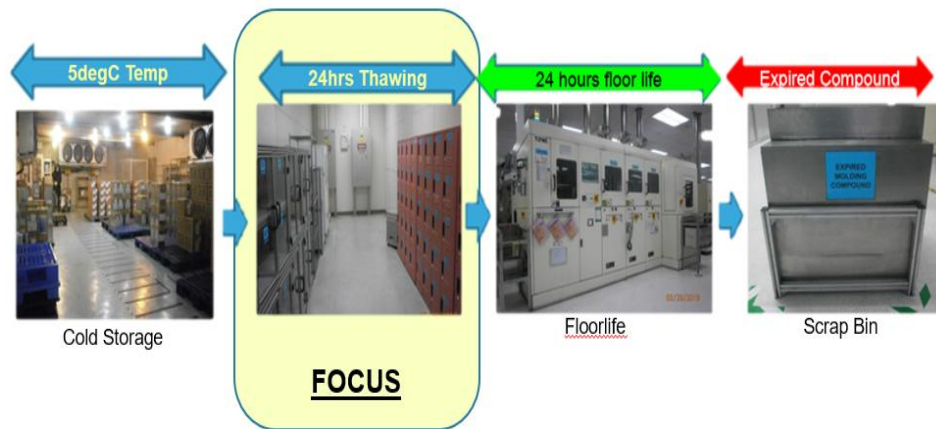 5degC Temp
24hrs Thawing
24 hours floor life
Expired Compound
EXPIRED
MOLDING
COMPOUND
Cold Storage
Floorlife
Scrap Bin
FOCUS